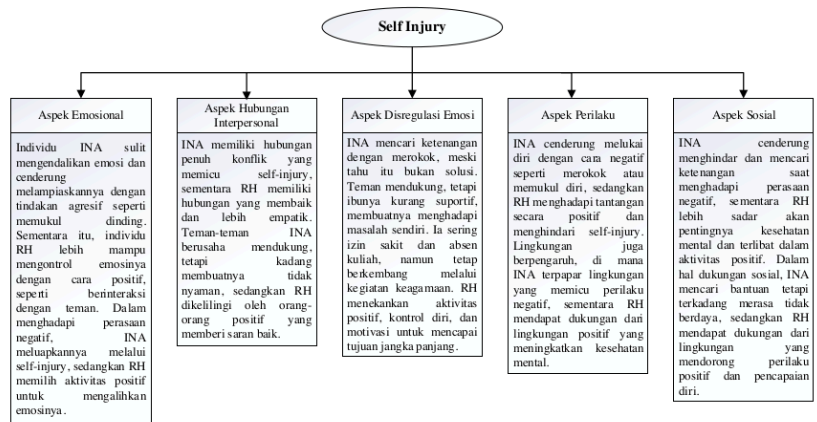 Self Injury
Aspek Emosional
Individu INA sulit
mengendalikan emosi dan
cenderung
melampiaskannya dengan
tindakan agresif seperti
memukul dinding.
Sementara itu, individu
RH lebih mampu
mengontrol emosinya
dengan cara positif,
seperti berinteraksi
dengan teman. Dalam
menghadapi perasaan
negatif, INA
meluapkannya melalui
self-injury, sedangkan RH
memilih aktivitas positif
untuk mengalihkan
emosinya.
Aspek Hubungan
Interpersonal
INA memiliki hubungan
penuh konflik yang
memicu self-injury,
sementara RH memiliki
hubungan yang membaik
dan lebih empatik.
Teman-teman INA
berusaha mendukung,
tetapi kadang
membuatnya tidak
nyaman, sedangkan RH
dikelilingi oleh orang-
orang positif yang
memberi saran baik.
Aspek Disregulasi Emosi
INA mencari ketenangan
dengan merokok, meski
tahu itu bukan solusi.
Teman mendukung, tetapi
ibunya kurang suportif,
membuatnya menghadapi
masalah sendiri. Ia sering
izin sakit dan absen
kuliah, namun tetap
berkembang melalui
kegiatan keagamaan. RH
menekankan aktivitas
positif, kontrol diri, dan
motivasi untuk mencapai
tujuan jangka panjang.
Aspek Perilaku
INA cenderung melukai
diri dengan cara negatif
seperti merokok atau
memukul diri, sedangkan
RH menghadapi tantangan
secara positif dan
menghindari self-injury.
Lingkungan juga
berpengaruh, di mana
INA terpapar lingkungan
yang memicu perilaku
negatif, sementara RH
mendapat dukungan dari
lingkungan positif yang
meningkatkan kesehatan
mental.
Aspek Sosial
INA cenderung
menghindar dan mencari
ketenangan saat
menghadapi perasaan
negatif, sementara RH
lebih sadar akan
pentingnya kesehatan
mental dan terlibat dalam
aktivitas positif. Dalam
hal dukungan sosial, INA
mencari bantuan tetapi
terkadang merasa tidak
berdaya, sedangkan RH
mendapat dukungan dari
lingkungan yang
mendorong perilaku
positif dan pencapaian
diri.